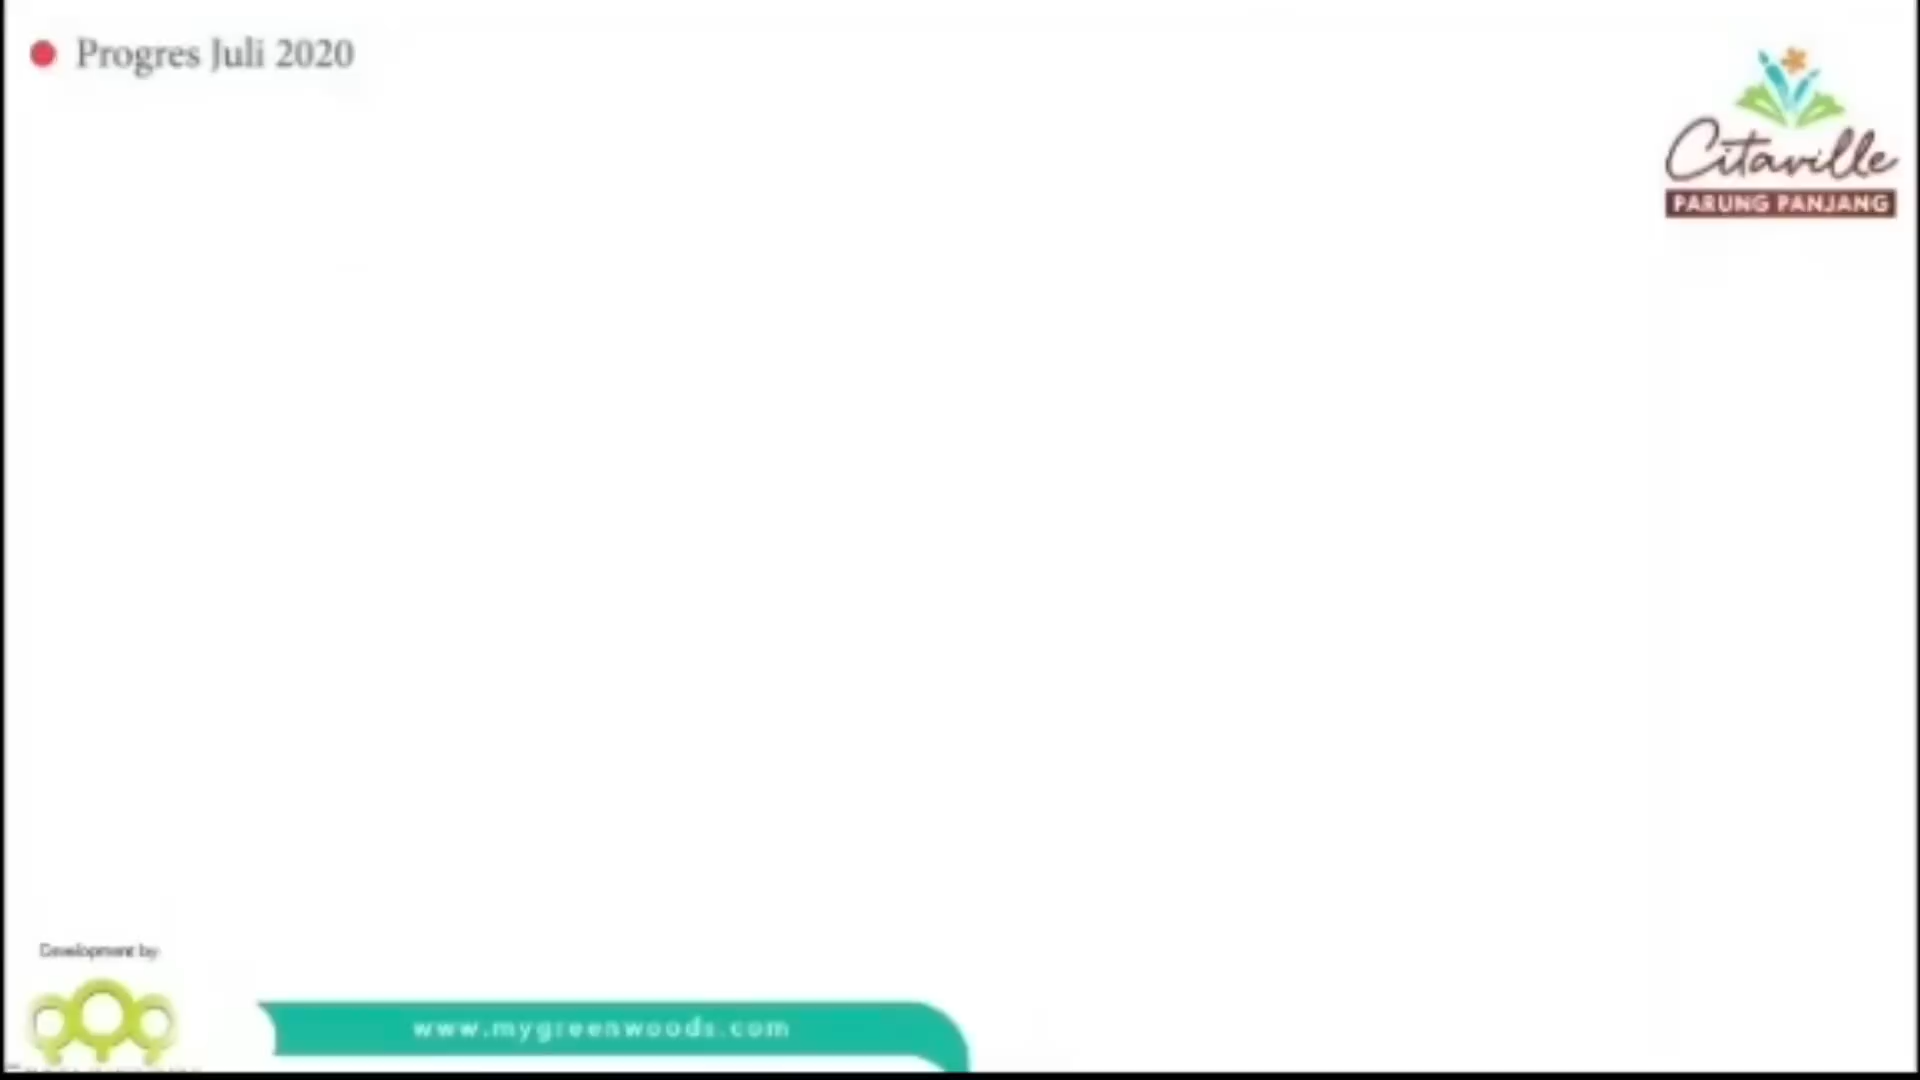 Progres Juli 2020
Citaville
PARUNG PANJANG
Development by
www.mygreenwoods.com